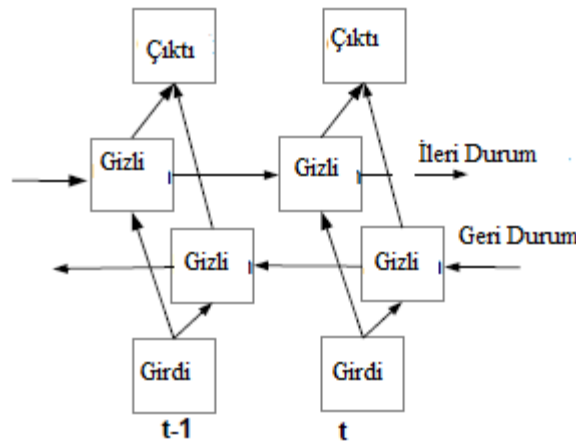 Çıktı
Çıktı
Gizli
Gizli
İleri Durum
Gizli
Gizli
Geri Durum
Girdi
Girdi
t-1
t